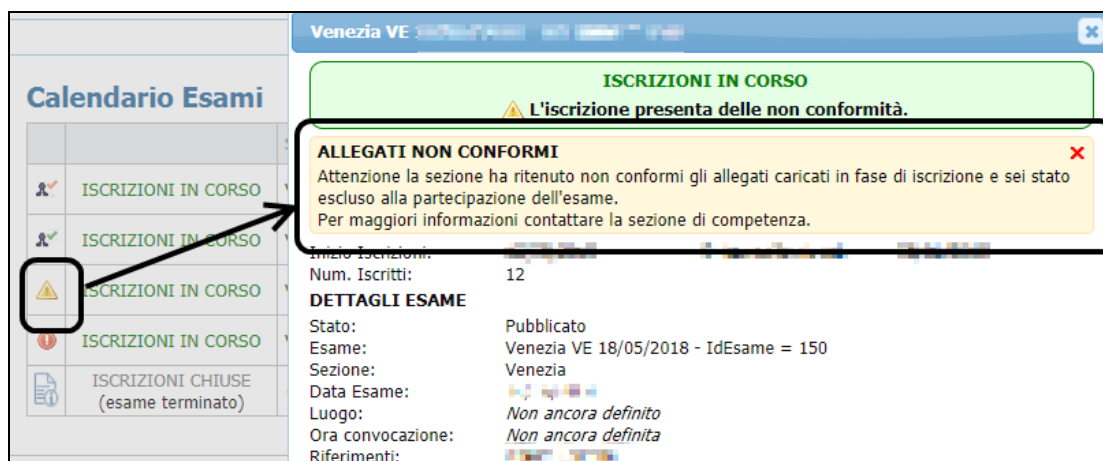 Venezia VE
ISCRIZIONI IN CORSO
L'iscrizione presenta delle non conformità.
Calendario Esami
ISCRIZIONI IN CORSO
ISCRIZIONI IN CORSO
ISCRIZIONI IN CORSO
ISCRIZIONI IN CORSO
ISCRIZIONI CHIUSE
(esame terminato)
ALLEGATI NON CONFORMI
Attenzione la sezione ha ritenuto non conformi gli allegati caricati in fase di iscrizione e sei stato
escluso alla partecipazione dell'esame.
Per maggiori informazioni contattare la sezione di competenza.
Inizio Iscrizioni:
Num. Iscritti: 12
DETTAGLI ESAME
Stato: Pubblicato
Esame: Venezia VE 18/05/2018 - IdEsame = 150
Sezione: Venezia
Data Esame:
Luogo: Non ancora definito
Ora convocazione: Non ancora definita
Riferimenti: